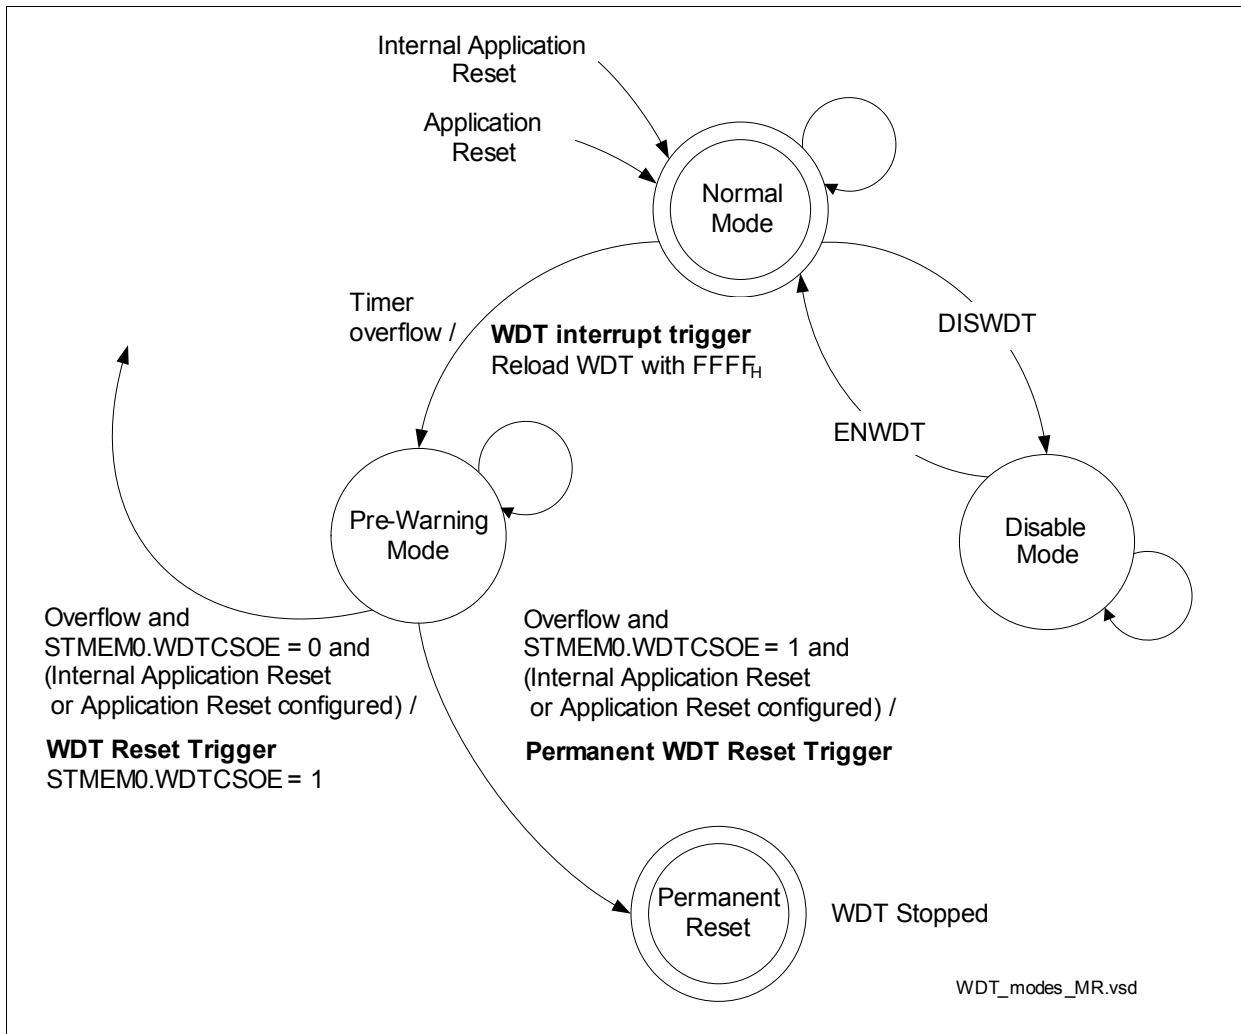 Internal Application
Reset
Application
Reset
Normal
Mode
Timer
overflow /
WDT interrupt trigger
Reload WDT with FFFFH
DISWDT
ENWDT
Pre-Warning
Mode
Disable
Mode
Overflow and
STMEM0.WDTCSOE = 0 and
(Internal Application Reset
or Application Reset configured) /
WDT Reset Trigger
STMEM0.WDTCSOE = 1
Overflow and
STMEM0.WDTCSOE = 1 and
(Internal Application Reset
or Application Reset configured) /
Permanent WDT Reset Trigger
Permanent
Reset
WDT Stopped
WDT_modes_MR.vsd